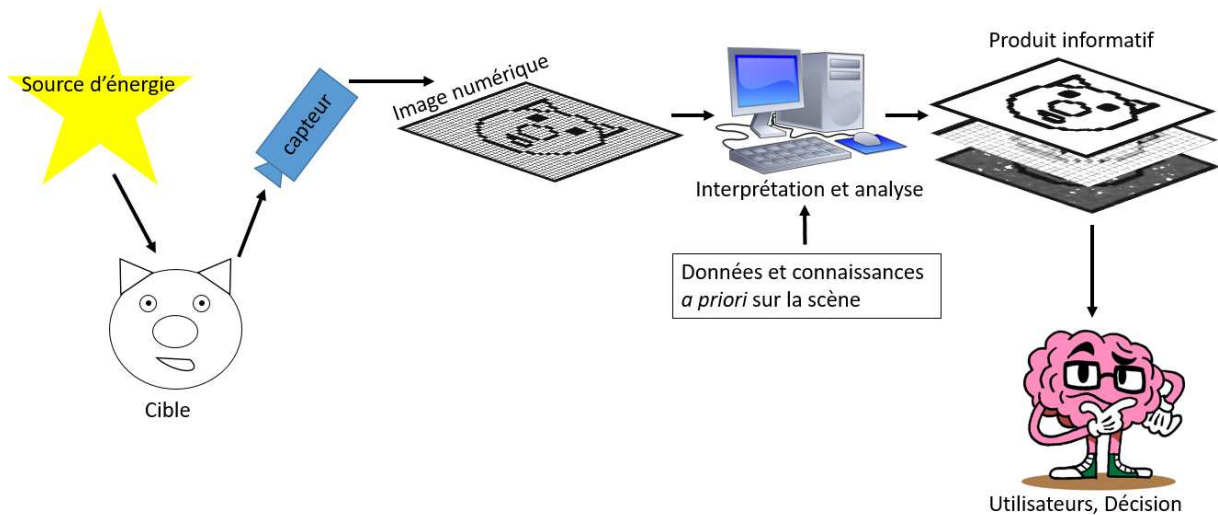 Source d'énergie
capteur
Image numérique
Interprétation et analyse
Produit informatif
Données et connaissances
a priori sur la scène
Cible
Utilisateurs, Décision